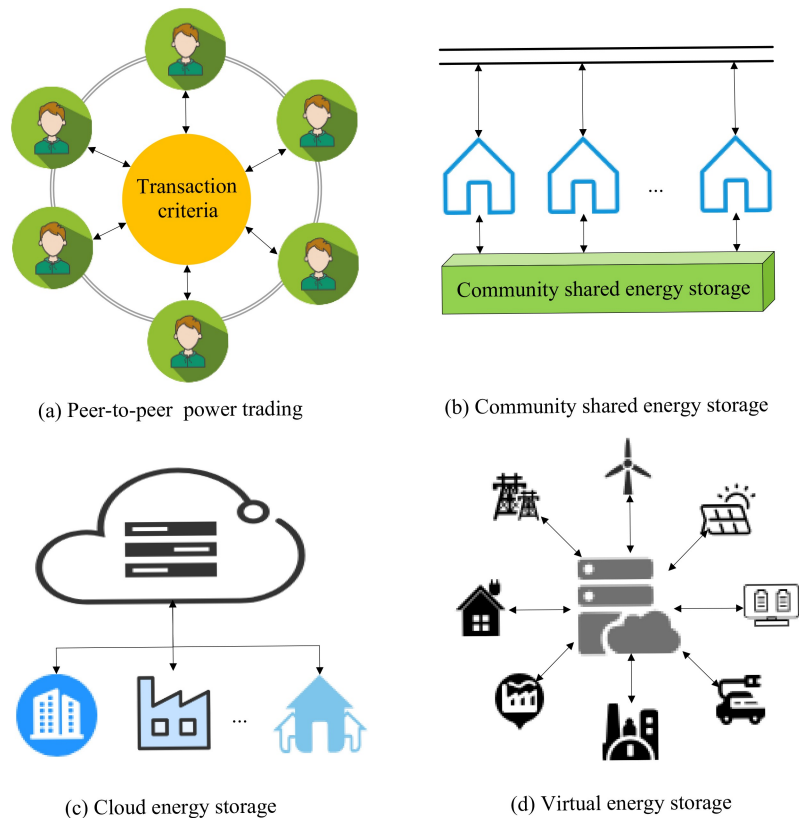 Transaction
criteria
...
Community shared energy storage
(a) Peer-to-peer power trading
(b) Community shared energy storage
...
(c) Cloud energy storage
(d) Virtual energy storage